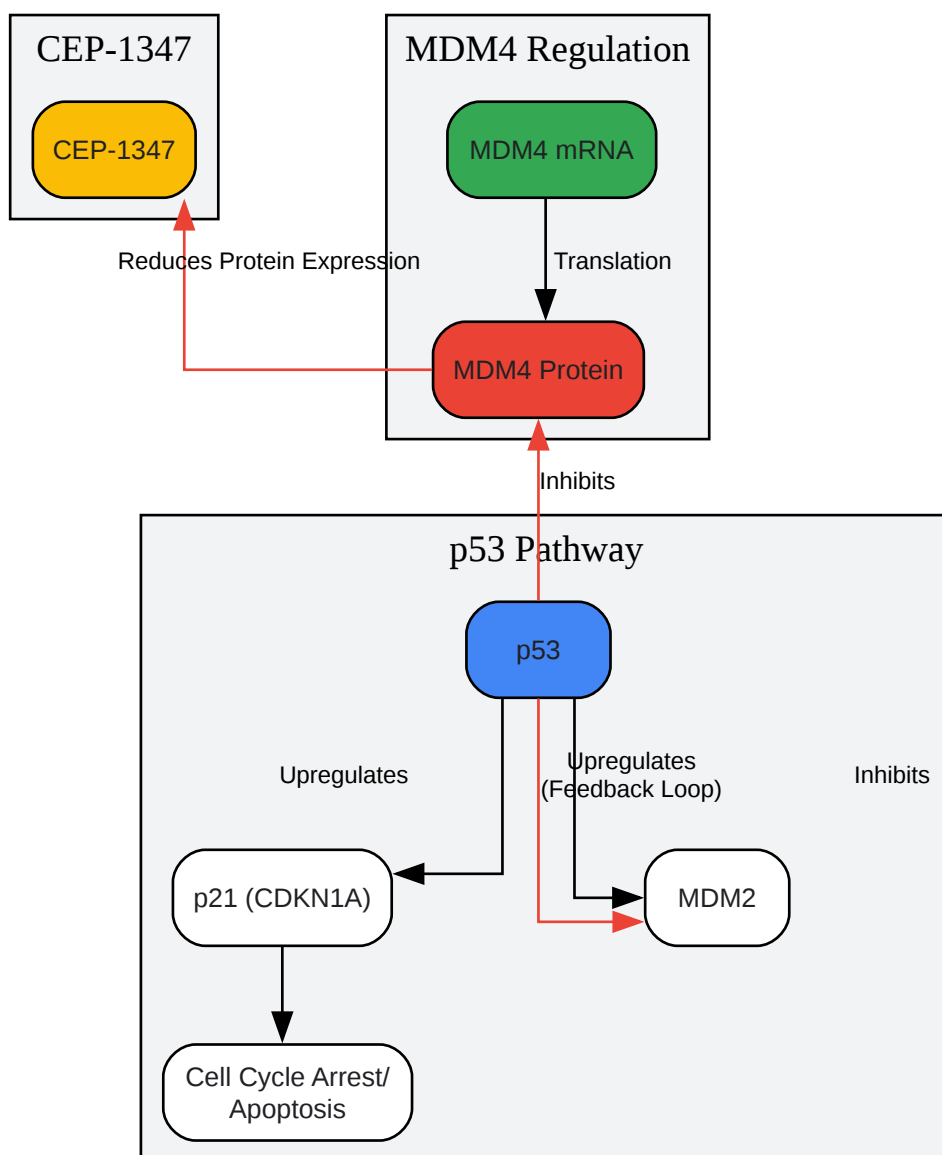 CEP-1347
MDM4 Regulation
CEP-1347
MDM4 mRNA
Reduces Protein Expression
Translation
MDM4 Protein
Inhibits
p53 Pathway
p53
Upregulates
Upregulates
(Feedback Loop)
Inhibits
p21 (CDKN1A)
MDM2
Cell Cycle Arrest/
Apoptosis